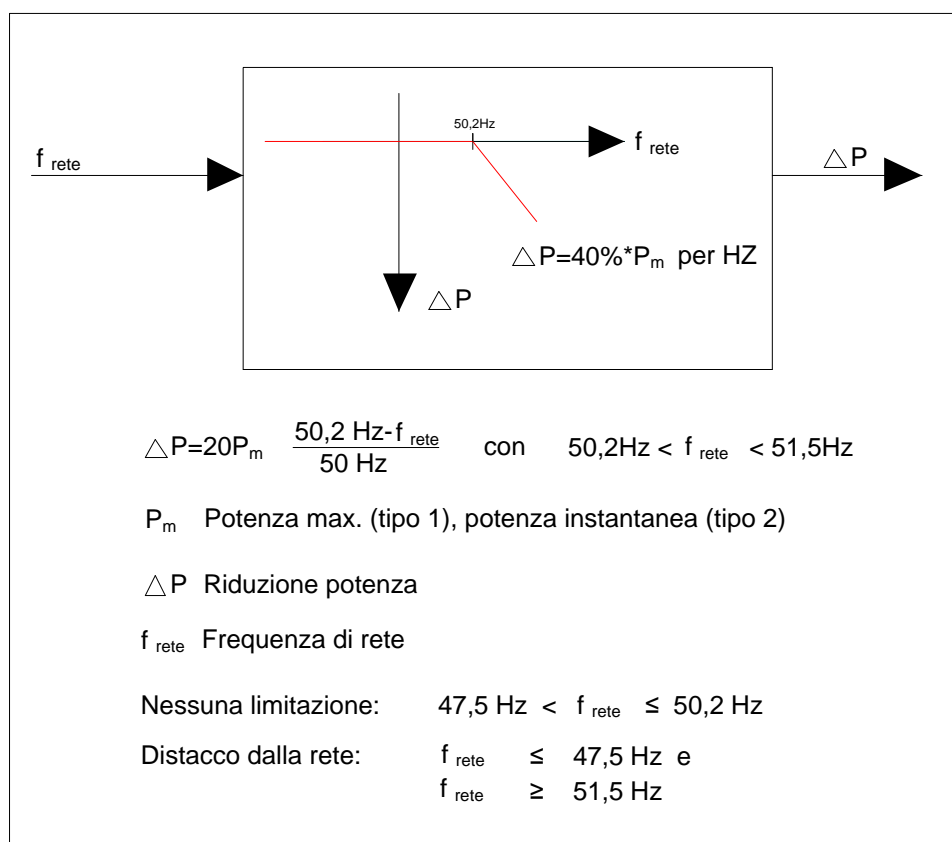 50,2Hz
f rete
f rete
△P
△P=40%*Pm per HZ
△P
△P=20Pm 50,2 Hz-f rete / 50 Hz con 50,2Hz < f rete < 51,5Hz
Pm Potenza max. (tipo 1), potenza instantanea (tipo 2)
△P Riduzione potenza
f rete Frequenza di rete
Nessuna limitazione: 47,5 Hz < f rete ≤ 50,2 Hz
Distacco dalla rete: f rete ≤ 47,5 Hz e
f rete ≥ 51,5 Hz